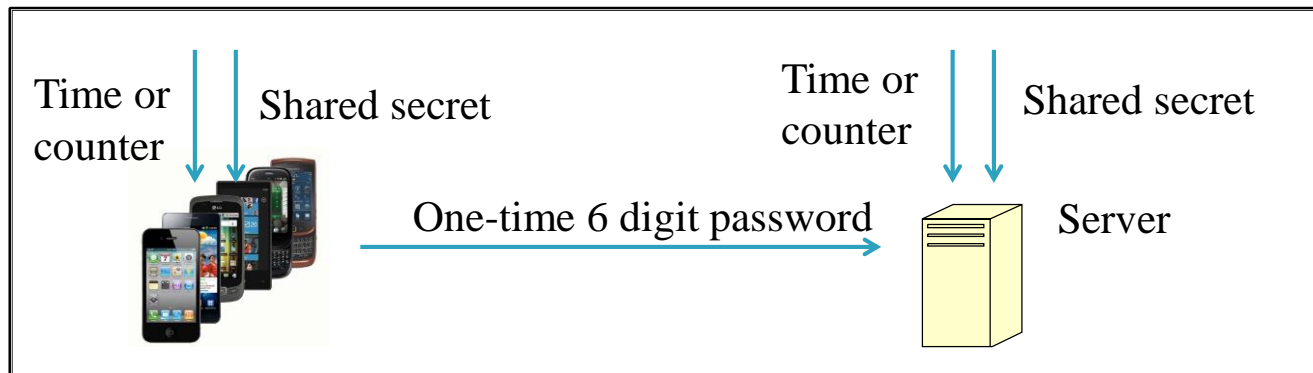 Time or
counter
Shared secret
One-time 6 digit password
Time or
counter
Shared secret
Server